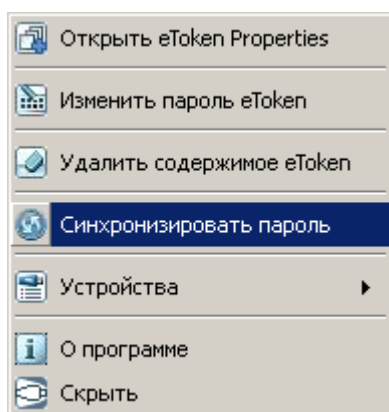 Открыть eToken Properties
Изменить пароль eToken
Удалить содержимое eToken
Синхронизировать пароль
Устройства
О программе
Скрыть